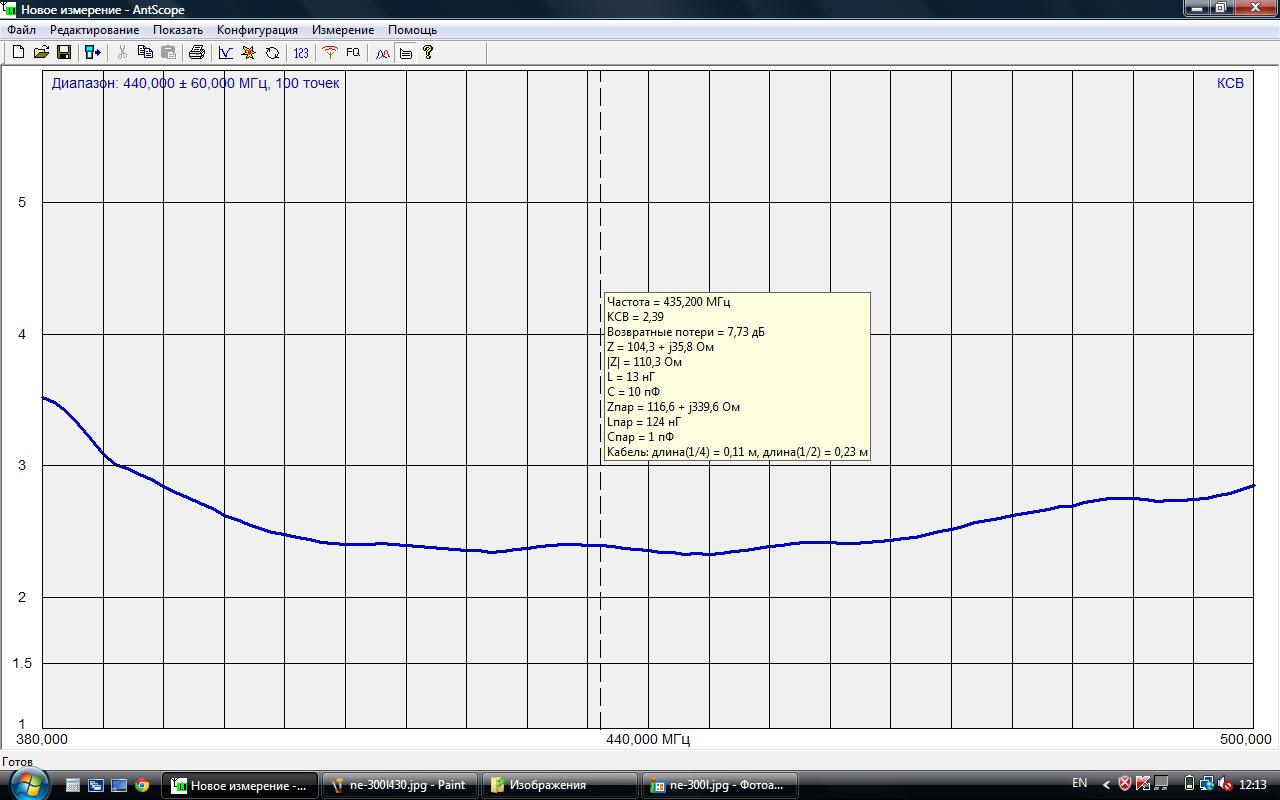 Новое измерение - AntScope
Файл Редактирование Показать Конфигурация Измерение Помощь
123 FQ ?
Диапазон: 440,000 ± 60,000 МГц, 100 точек
КСВ
5
Частота = 435,200 МГц
КСВ = 2,39
Возвратные потери = 7,73 дБ
4
Z = 104,3 + j35,8 Ом
|Z| = 110,3 Ом
L = 13 нГ
C = 10 пФ
Zпар = 116,6 + j339,6 Ом
Lпар = 124 нГ
Cпар = 1 пФ
Кабель: длина(1/4) = 0,11 м, длина(1/2) = 0,23 м
3
2
1.5
1
380,000 440,000 МГц 500,000
Готов
Новое измерение -... ne-300l430.jpg - Paint Изображения ne-300l.jpg - Фотоа... EN 12:13